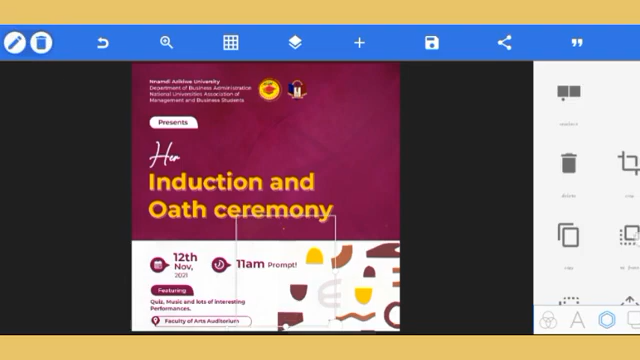 Nnamdi Azikiwe University
Department of Business Administration
National Universities Association of
Management and Business Students
Presents
Her
Induction and
Oath ceremony
12th
Nov,
2021
11am Prompt!
Featuring
Quiz, Music and lots of interesting
Performances.
Faculty of Arts Auditorium